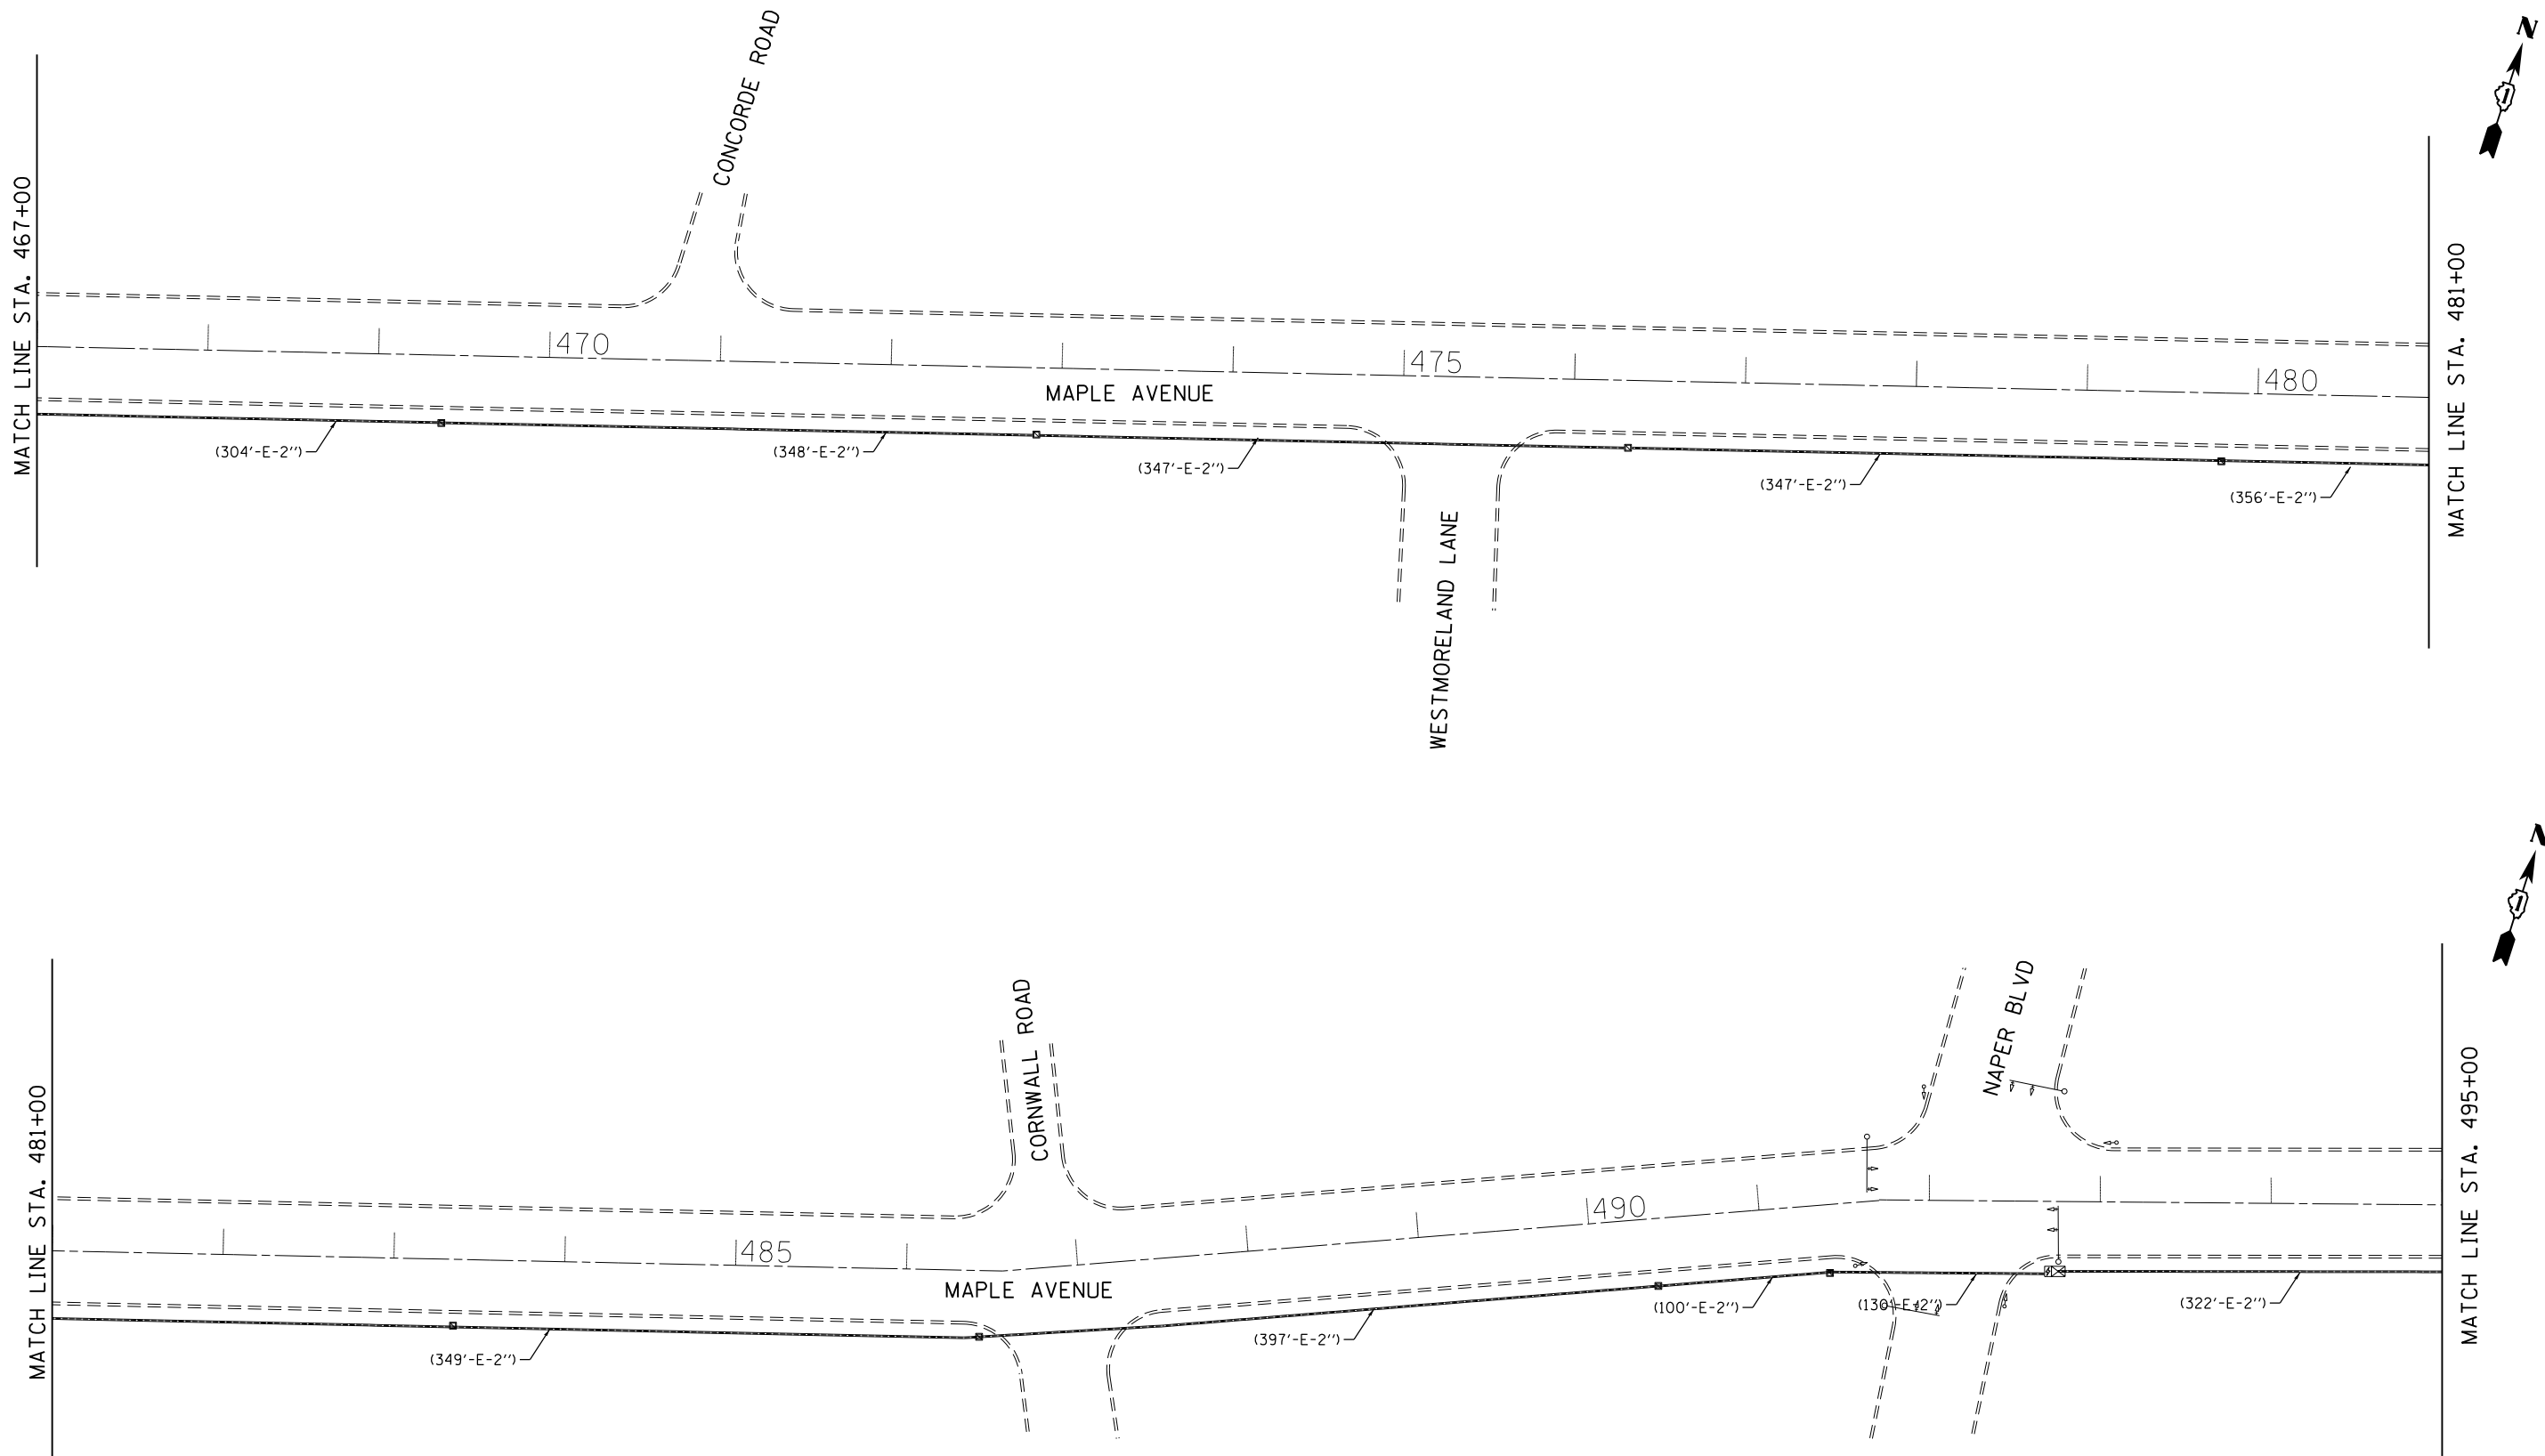 CONCORDE ROAD
N
MATCH LINE STA. 467+00
470
475
480
MATCH LINE STA. 481+00
MAPLE AVENUE
(304'-E-2'')
(348'-E-2'')
(347'-E-2'')
(347'-E-2'')
(356'-E-2'')
WESTMORELAND LANE
N
MATCH LINE STA. 481+00
CORNWALL ROAD
NAPER BLVD
MATCH LINE STA. 495+00
485
490
MAPLE AVENUE
(349'-E-2'')
(397'-E-2'')
(100'-E-2'')
(130'-E-2'')
(322'-E-2'')